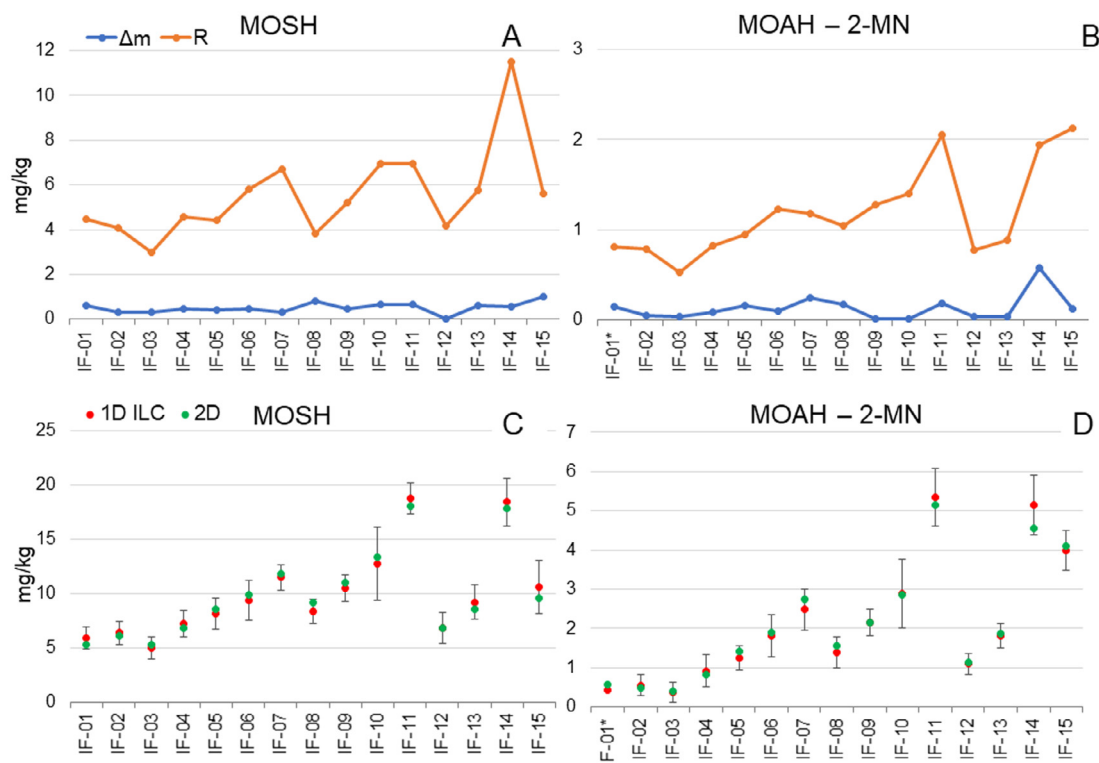 MOSH
A
Δm R
12
10
8
6
4
2
0
mg/kg
IF-01 IF-02 IF-03 IF-04 IF-05 IF-06 IF-07 IF-08 IF-09 IF-10 IF-11 IF-12 IF-13 IF-14 IF-15
MOAH – 2-MN
B
3
2
1
0
IF-01* IF-02 IF-03 IF-04 IF-05 IF-06 IF-07 IF-08 IF-09 IF-10 IF-11 IF-12 IF-13 IF-14 IF-15
1D ILC 2D
MOSH
C
25
20
15
10
5
0
mg/kg
IF-01 IF-02 IF-03 IF-04 IF-05 IF-06 IF-07 IF-08 IF-09 IF-10 IF-11 IF-12 IF-13 IF-14 IF-15
MOAH – 2-MN
D
7
6
5
4
3
2
1
0
F-01* IF-02 IF-03 IF-04 IF-05 IF-06 IF-07 IF-08 IF-09 IF-10 IF-11 IF-12 IF-13 IF-14 IF-15